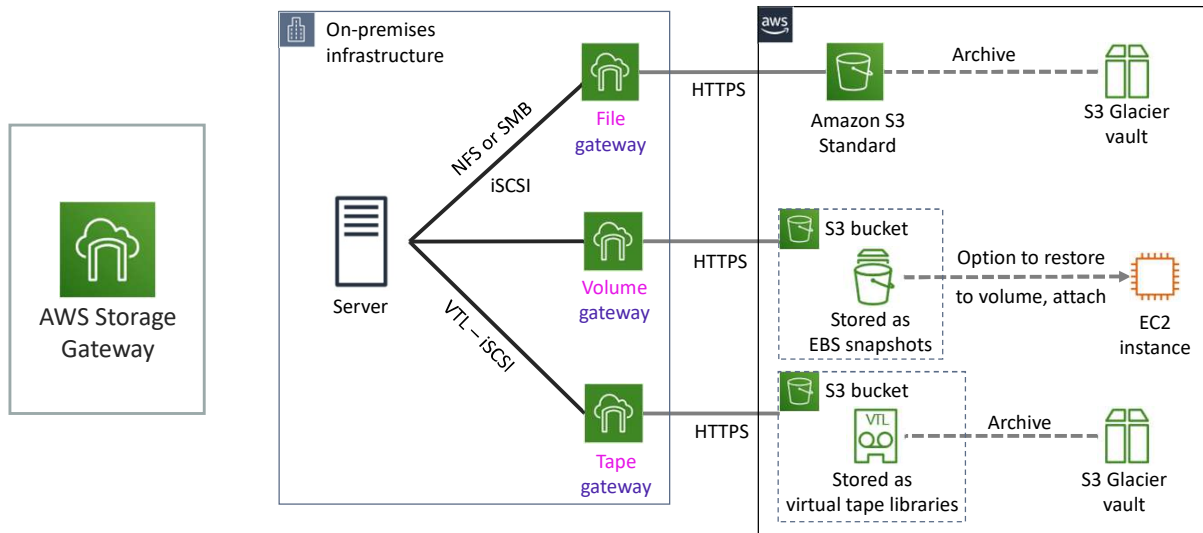 AWS Storage
Gateway
On-premises
infrastructure
Server
NFS or SMB
iSCSI
VTL – iSCSI
File
gateway
Volume
gateway
Tape
gateway
HTTPS
HTTPS
HTTPS
aws
Amazon S3
Standard
Archive
S3 Glacier
vault
S3 bucket
Stored as
EBS snapshots
Option to restore
to volume, attach
EC2
instance
S3 bucket
VTL
Stored as
virtual tape libraries
Archive
S3 Glacier
vault